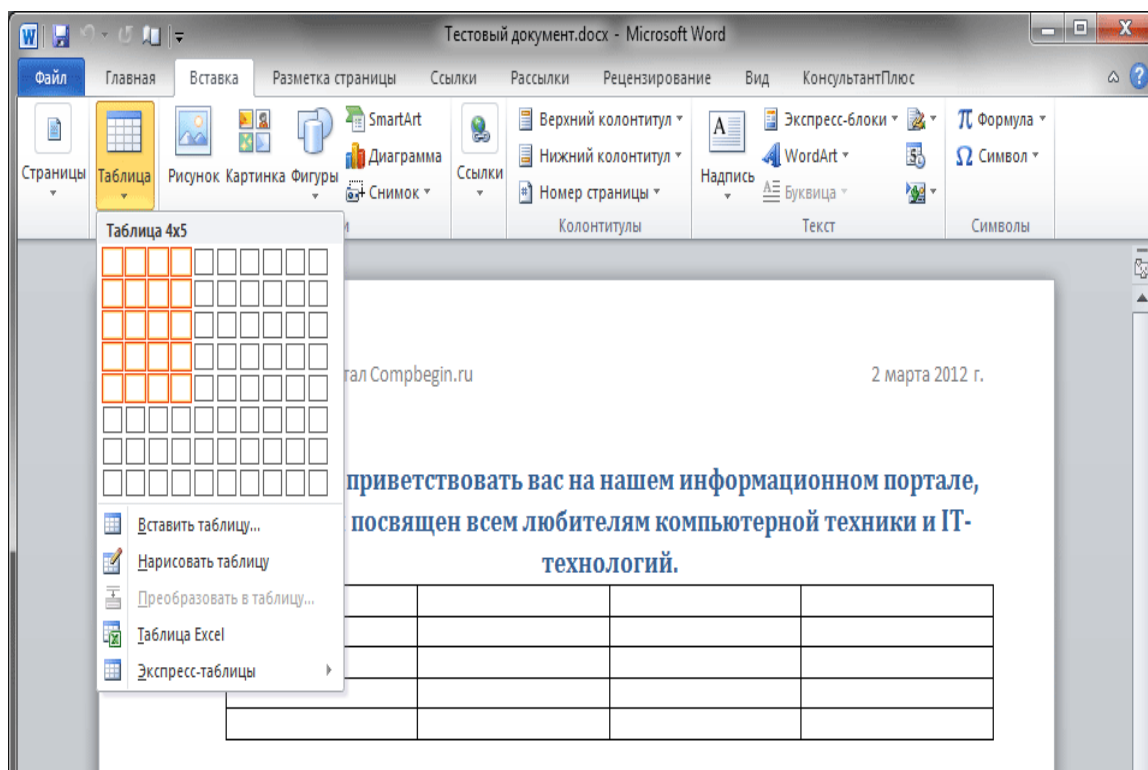 Тестовый документ.docx - Microsoft Word
Файл Главная Вставка Разметка страницы Ссылки Рассылки Рецензирование Вид КонсультантПлюс
Страницы
Таблица
Рисунок Картинка Фигуры
SmartArt
Диаграмма
Снимок
Ссылки
Верхний колонтитул
Нижний колонтитул
Номер страницы
Колонтитулы
Надпись
Экспресс-блоки
WordArt
Буквица
Текст
Формула
Символ
Символы
Таблица 4x5
Вставить таблицу...
Нарисовать таблицу
Преобразовать в таблицу...
Таблица Excel
Экспресс-таблицы
Compbegin.ru 2 марта 2012 г.
приветствовать вас на нашем информационном портале,
посвящен всем любителям компьютерной техники и IT-
технологий.